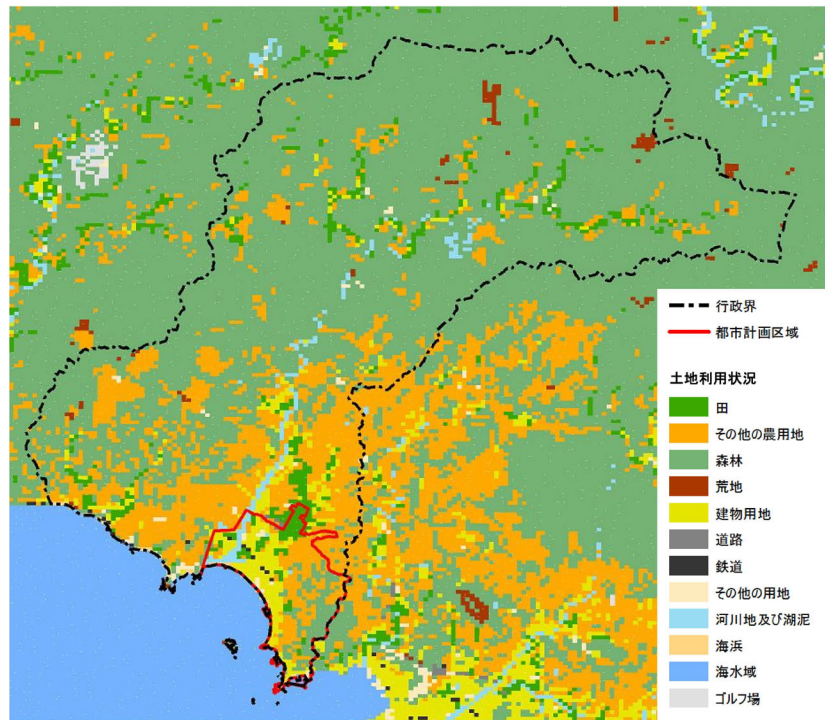 行政界
都市計画区域
土地利用状況
田
その他の農用地
森林
荒地
建物用地
道路
鉄道
その他の用地
河川地及び湖沼
海浜
海水域
ゴルフ場